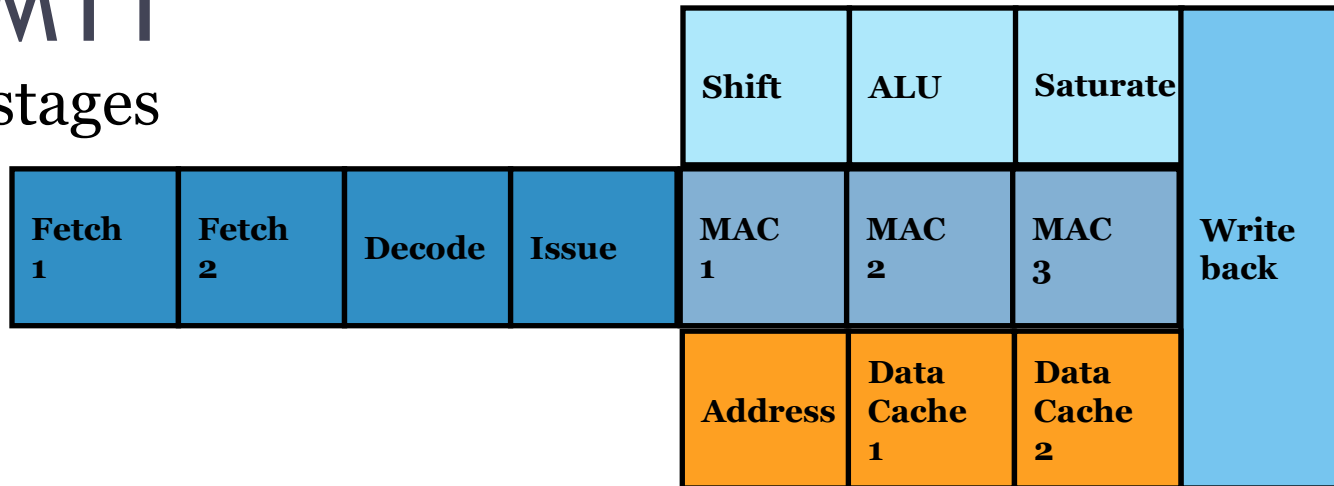 stages
Shift
ALU
Saturate
Fetch
1
Fetch
2
Decode
Issue
MAC
1
MAC
2
MAC
3
Write
back
Address
Data
Cache
1
Data
Cache
2